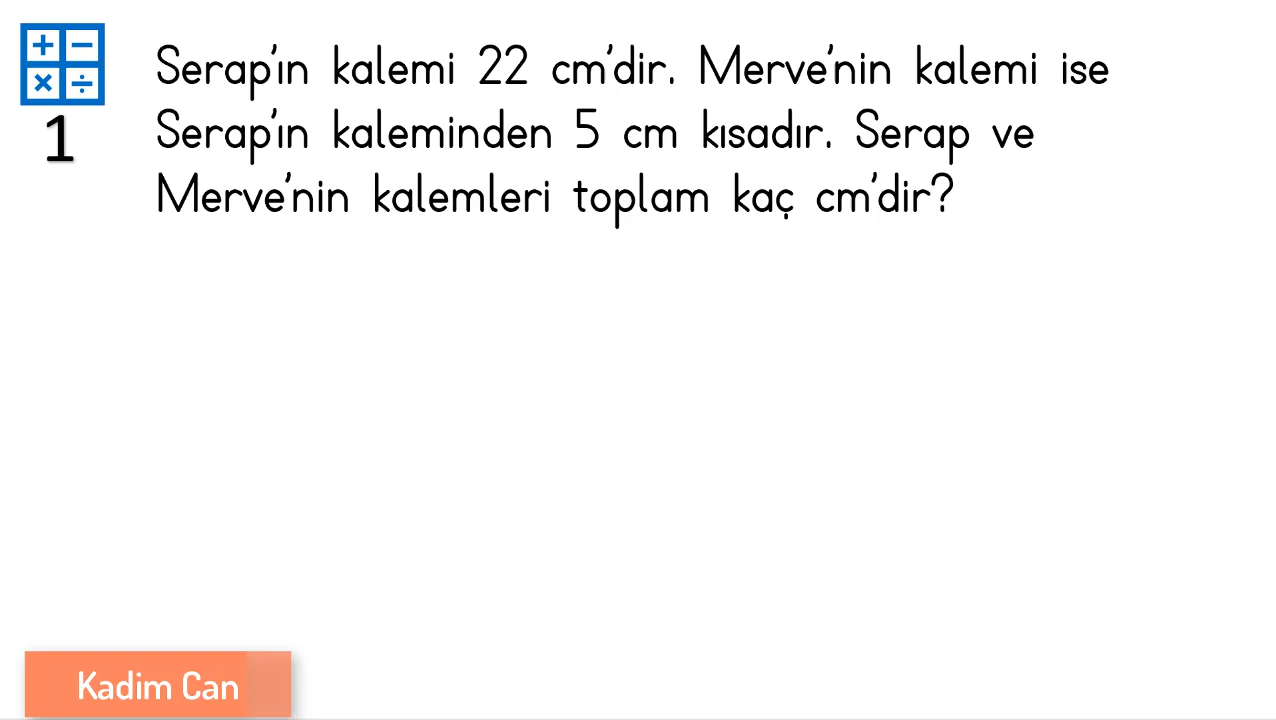 Serap'ın kalemi 22 cm'dir. Merve'nin kalemi ise
Serap'ın kaleminden 5 cm kısadır. Serap ve
Merve'nin kalemleri toplam kaç cm'dir?
1
Kadim Can